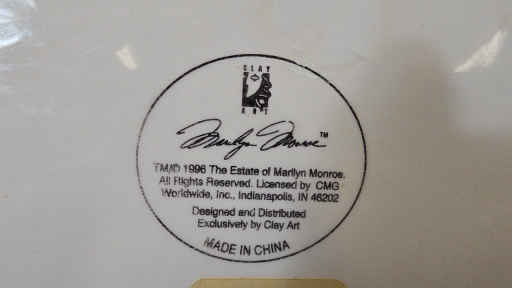 CLAY
ART
Marilyn Monroe™
TM/© 1996 The Estate of Marilyn Monroe.
All Rights Reserved. Licensed by CMG
Worldwide, Inc., Indianapolis, IN 46202
Designed and Distributed
Exclusively by Clay Art
MADE IN CHINA